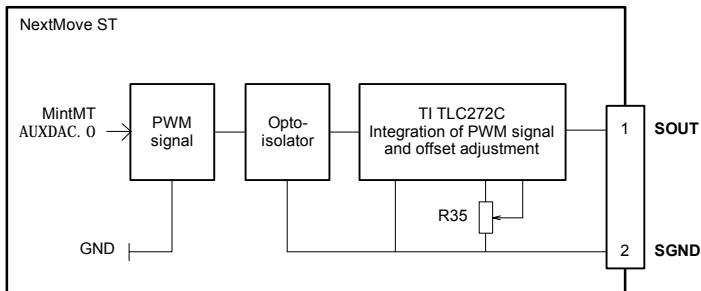 NextMove ST
MintMT
AUXDAC.0
PWM
signal
Opto-
isolator
TI TLC272C
Integration of PWM signal
and offset adjustment
1
SOUT
R35
GND
2
SGND